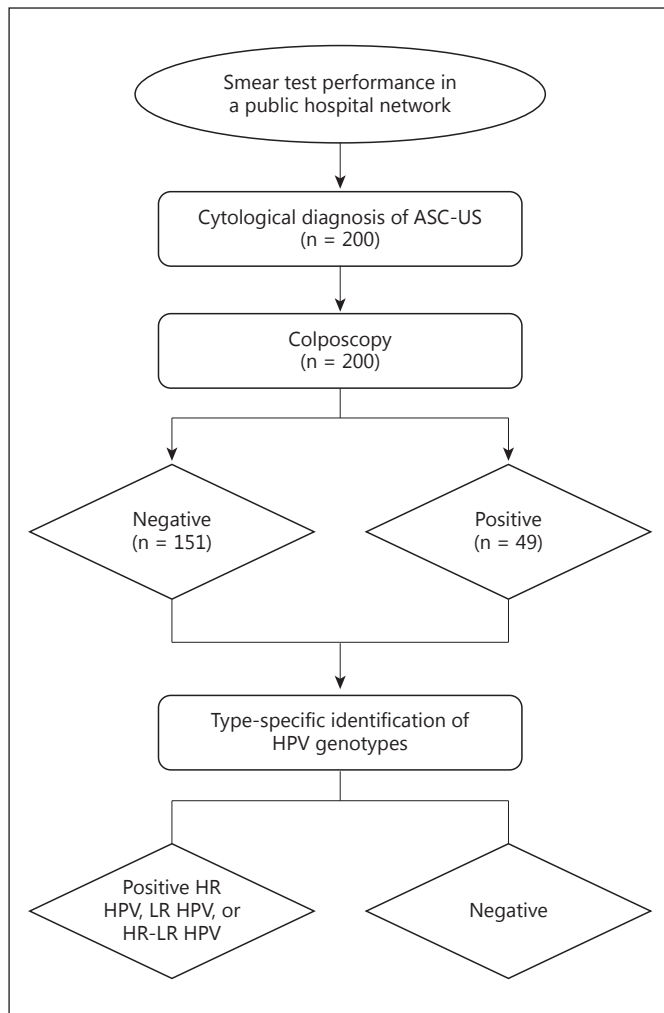 Smear test performance in
a public hospital network
Cytological diagnosis of ASC-US
(n = 200)
Colposcopy
(n = 200)
Negative
(n = 151)
Positive
(n = 49)
Type-specific identification of
HPV genotypes
Positive HR
HPV, LR HPV, or
HR-LR HPV
Negative